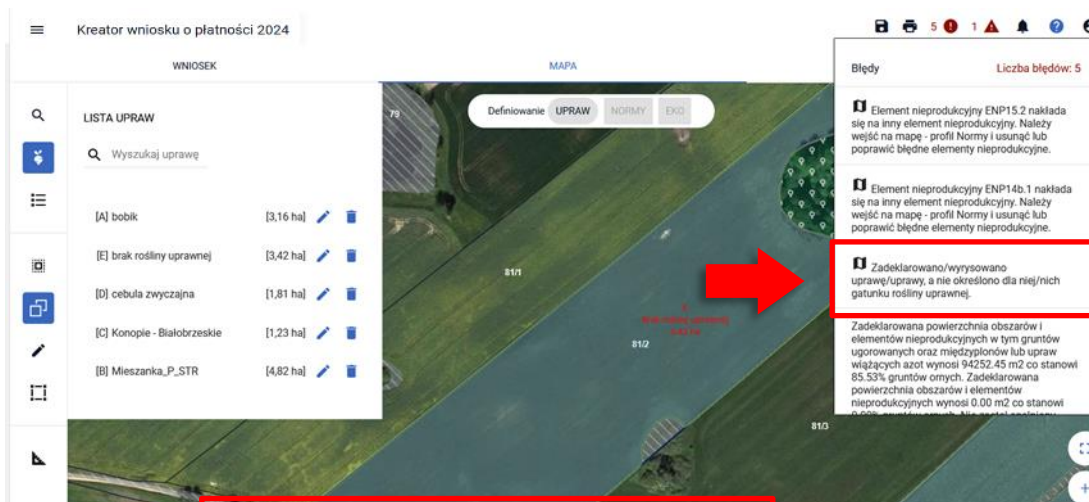 Kreator wniosku o płatności 2024
5 1
WNIOSEK MAPA
LISTA UPRAW
Wyszukaj uprawę
[A] bobik [3,16 ha]
[E] brak rośliny uprawnej [3,42 ha]
[D] cebula zwyczajna [1,81 ha]
[C] Konopie - Białobrzeskie [1,23 ha]
[B] Mieszanka_P_STR [4,82 ha]
Definiowanie UPRAW NORMY EKO
79
81/1
81/2
81/3
Błędy Liczba błędów: 5
Element nieprodukcyjny ENP15.2 nakłada
się na inny element nieprodukcyjny. Należy
wejść na mapę - profil Normy i usunąć lub
poprawić błędne elementy nieprodukcyjne.
Element nieprodukcyjny ENP14b.1 nakłada
się na inny element nieprodukcyjny. Należy
wejść na mapę - profil Normy i usunąć lub
poprawić błędne elementy nieprodukcyjne.
Zadeklarowano/wyrysowano
uprawę/uprawy, a nie określono dla niej/nich
gatunku rośliny uprawnej.
Zadeklarowana powierzchnia obszarów i
elementów nieprodukcyjnych w tym gruntów
ugorowanych oraz międzyplonów lub upraw
wiążących azot wynosi 94252.45 m2 co stanowi
85.53% gruntów ornych. Zadeklarowana
powierzchnia obszarów i elementów
nieprodukcyjnych wynosi 0.00 m2 co stanowi